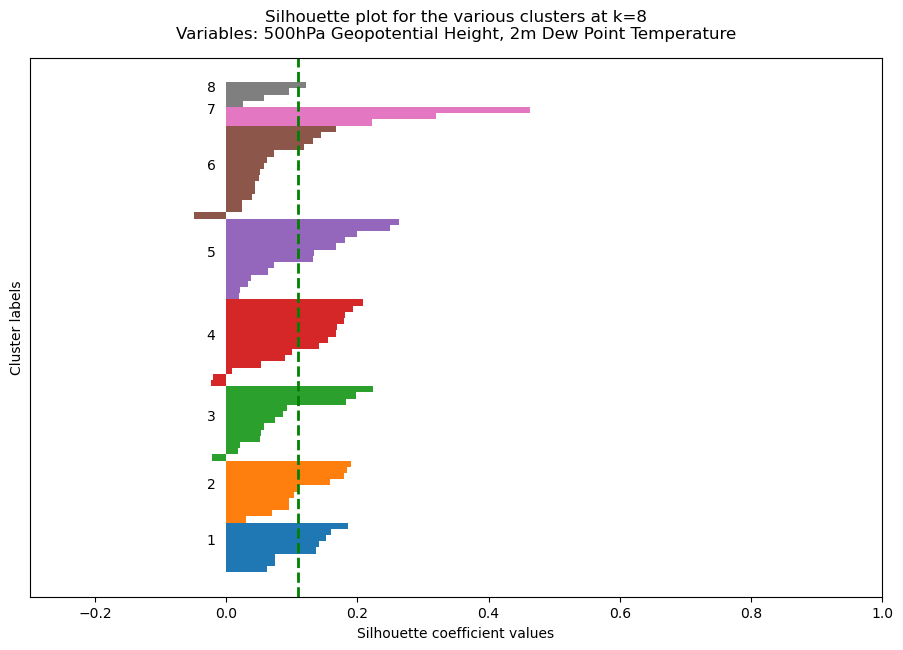 Silhouette plot for the various clusters at k=8
Variables: 500hPa Geopotential Height, 2m Dew Point Temperature
8
7
6
5
4
3
2
1
Cluster labels
−0.2 0.0 0.2 0.4 0.6 0.8 1.0
Silhouette coefficient values